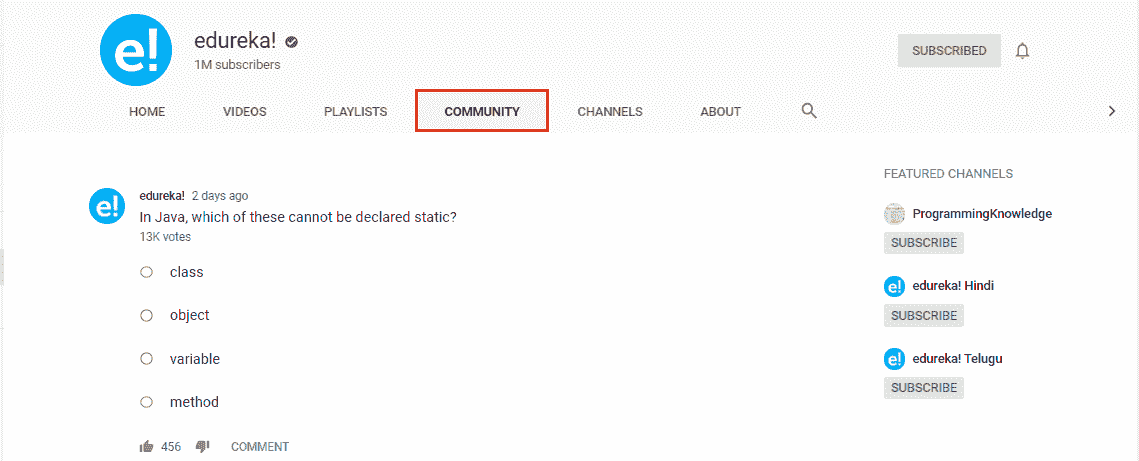 e!
edureka!
1M subscribers
SUBSCRIBED
HOME VIDEOS PLAYLISTS COMMUNITY CHANNELS ABOUT
e!
edureka! 2 days ago
In Java, which of these cannot be declared static?
13K votes
class
object
variable
method
456 COMMENT
FEATURED CHANNELS
ProgrammingKnowledge
SUBSCRIBE
e! edureka! Hindi
SUBSCRIBE
e! edureka! Telugu
SUBSCRIBE